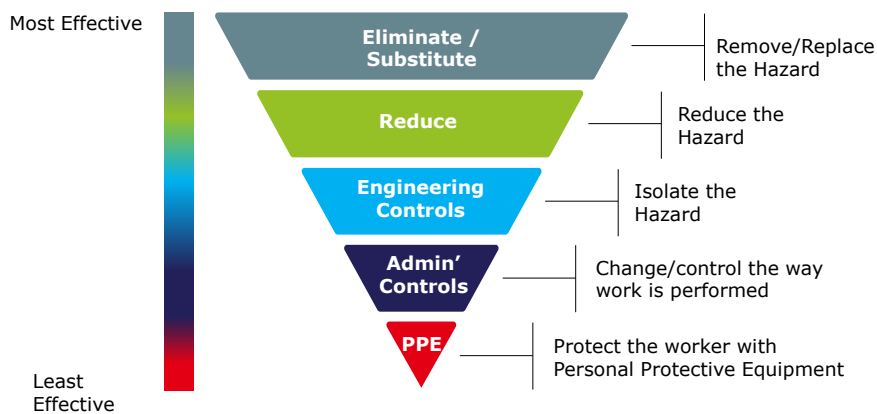 Most Effective
Eliminate /
Substitute
Remove/Replace
the Hazard
Reduce
Reduce the
Hazard
Engineering
Controls
Isolate the
Hazard
Admin’
Controls
Change/control the way
work is performed
PPE
Protect the worker with
Personal Protective Equipment
Least
Effective